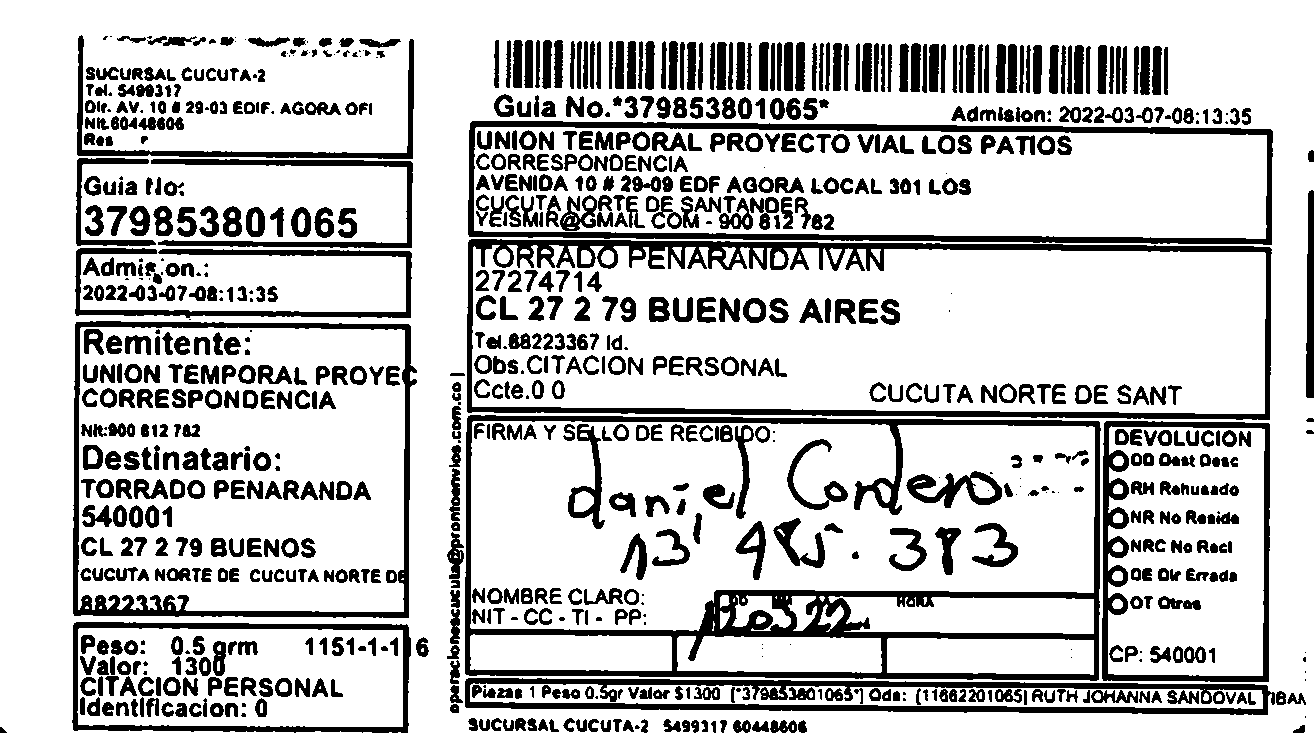 SUCURSAL CUCUTA-2
Tel. 5499317
Dir. AV. 10 # 29-03 EDIF. AGORA OFI
Nit.60448606
Res
Guia No:
379853801065
Admision.:
2022-03-07-08:13:35
Remitente:
UNION TEMPORAL PROYEC
CORRESPONDENCIA
Nit:900 812 782
Destinatario:
TORRADO PENARANDA
540001
CL 27 2 79 BUENOS
CUCUTA NORTE DE CUCUTA NORTE DE
88223367
Peso: 0.5 grm 1151-1-116
Valor: 1300
CITACION PERSONAL
Identificacion: 0
operacionescucuta@prontoenvios.com.co
Guia No.*379853801065*
Admision: 2022-03-07-08:13:35
UNION TEMPORAL PROYECTO VIAL LOS PATIOS
CORRESPONDENCIA
AVENIDA 10 # 29-09 EDF AGORA LOCAL 301 LOS
CUCUTA NORTE DE SANTANDER
YEISMIR@GMAIL COM - 900 812 782
TORRADO PENARANDA IVAN
27274714
CL 27 2 79 BUENOS AIRES
Tel.88223367 Id.
Obs.CITACION PERSONAL
Ccte.0 0 CUCUTA NORTE DE SANT
FIRMA Y SELLO DE RECIBIDO:
daniel Cordero
13'485.383
NOMBRE CLARO:
NIT - CC - TI - PP:
DD HORA
120322
DEVOLUCION
DD Dest Desc
RH Rehusado
NR No Reside
NRC No Recl
DE Dir Errada
OT Otros
CP: 540001
Piezas 1 Peso 0.5gr Valor $1300 [*379853801065*] Ods: (11662201065) RUTH JOHANNA SANDOVAL TIBA
SUCURSAL CUCUTA-2 5499317 60448606